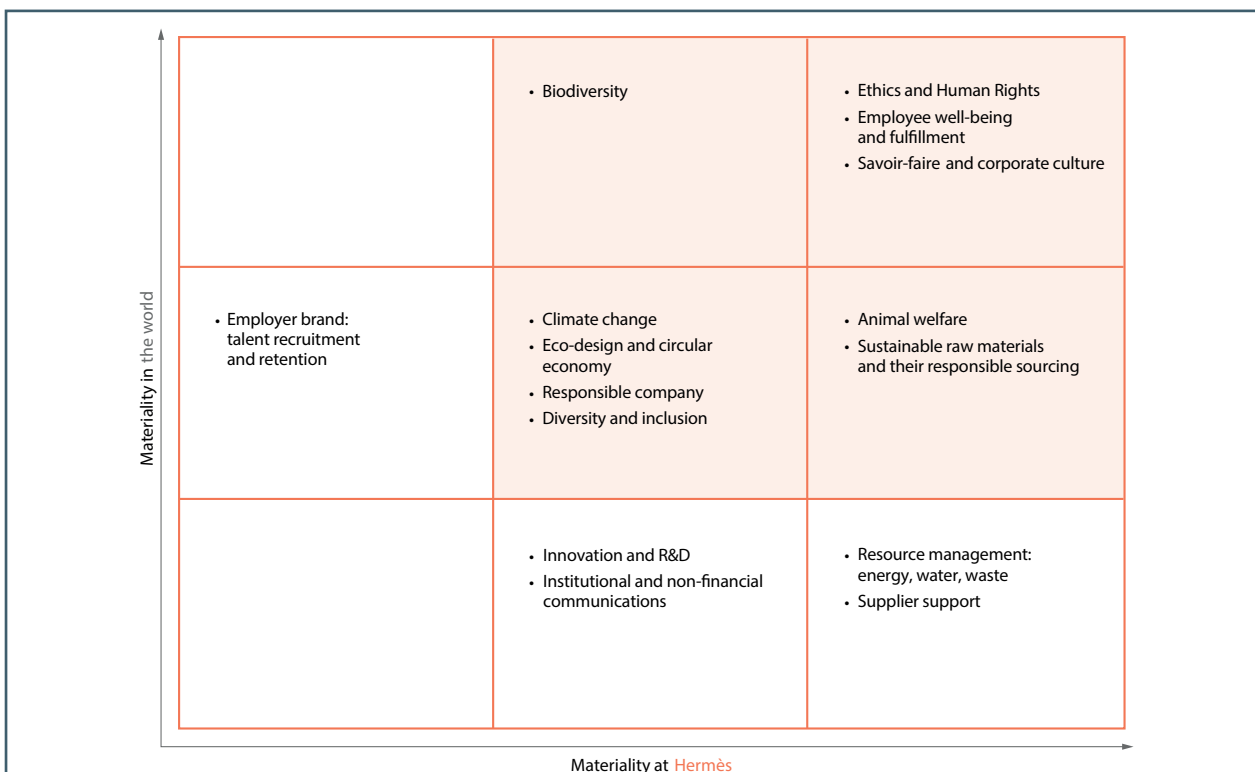 • Biodiversity
• Ethics and Human Rights
• Employee well-being
and fulfillment
• Savoir-faire and corporate culture
• Employer brand:
talent recruitment
and retention
• Climate change
• Eco-design and circular
economy
• Responsible company
• Diversity and inclusion
• Animal welfare
• Sustainable raw materials
and their responsible sourcing
• Innovation and R&D
• Institutional and non-financial
communications
• Resource management:
energy, water, waste
• Supplier support
Materiality in the world
Materiality at Hermès